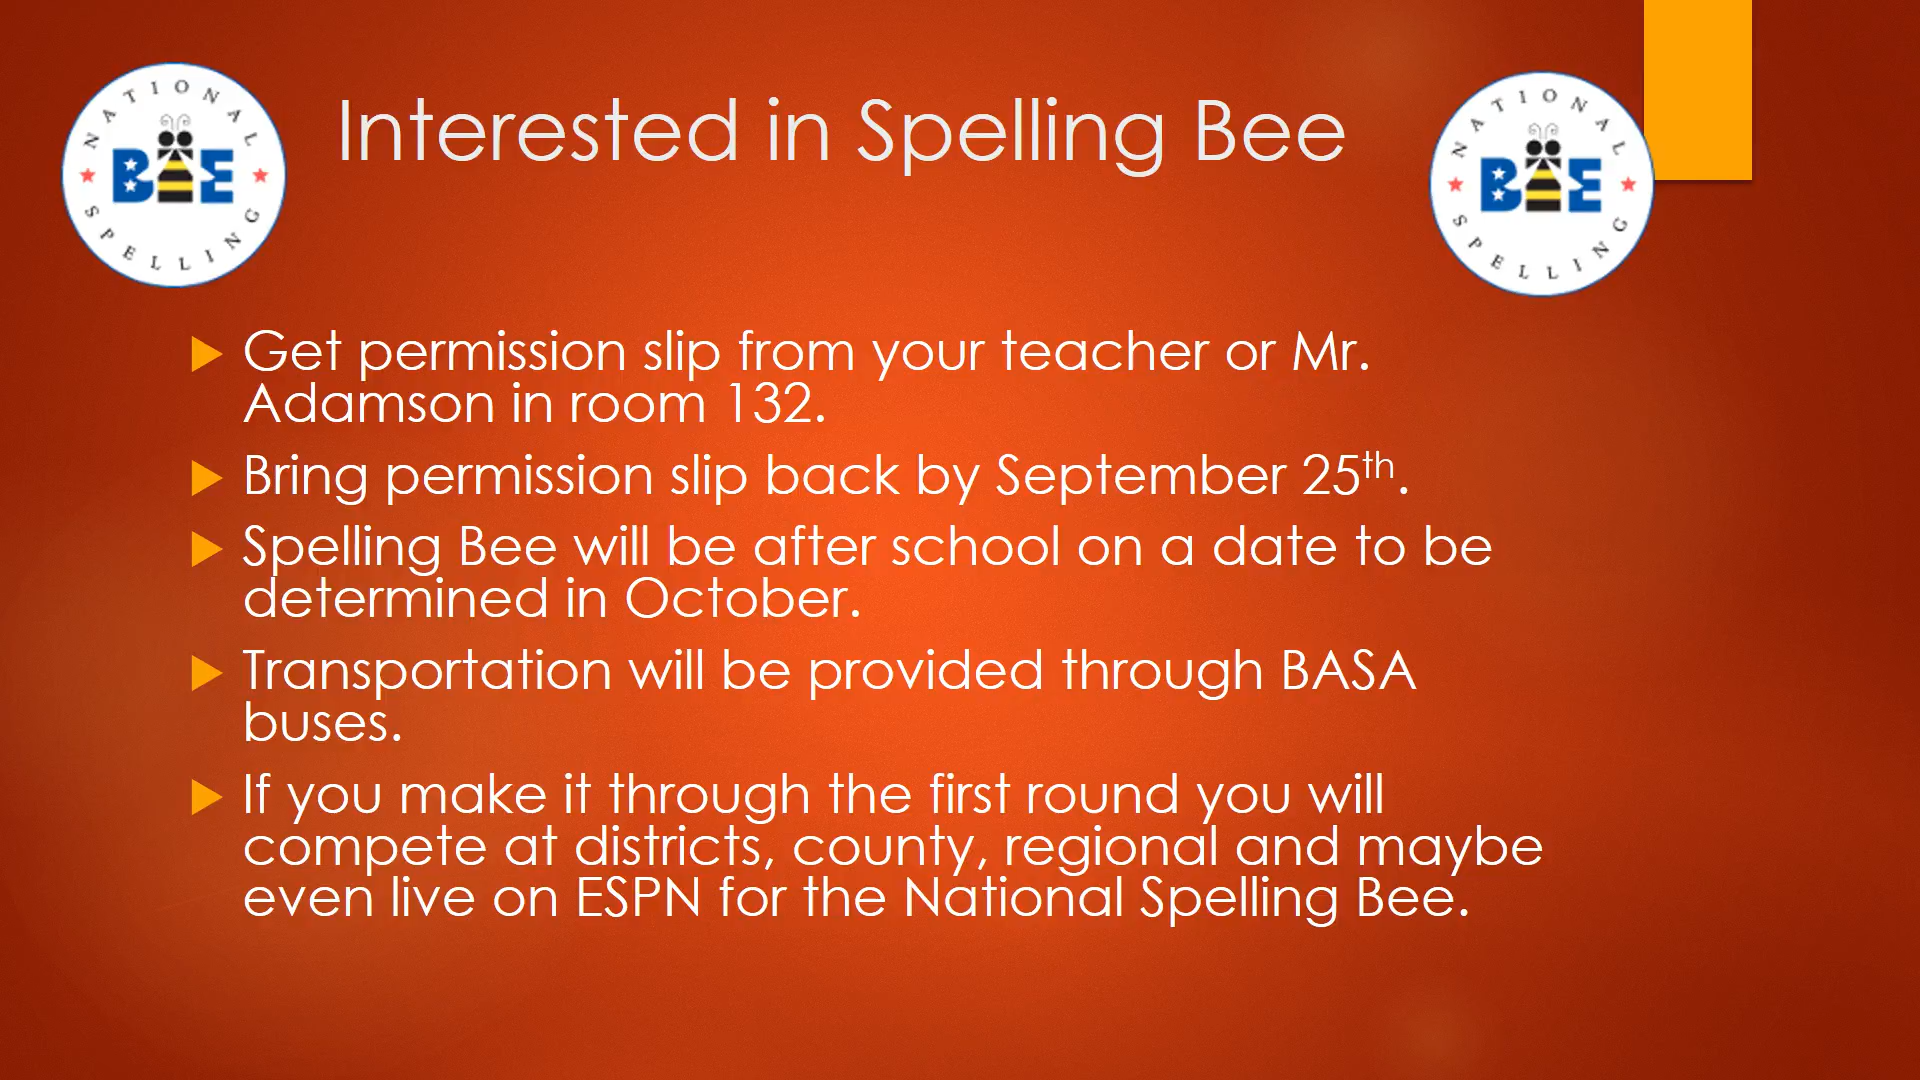 NATIONAL
BEE
SPELLING
Interested in Spelling Bee
NATIONAL
BEE
SPELLING
Get permission slip from your teacher or Mr.
Adamson in room 132.
Bring permission slip back by September 25th.
Spelling Bee will be after school on a date to be
determined in October.
Transportation will be provided through BASA
buses.
If you make it through the first round you will
compete at districts, county, regional and maybe
even live on ESPN for the National Spelling Bee.